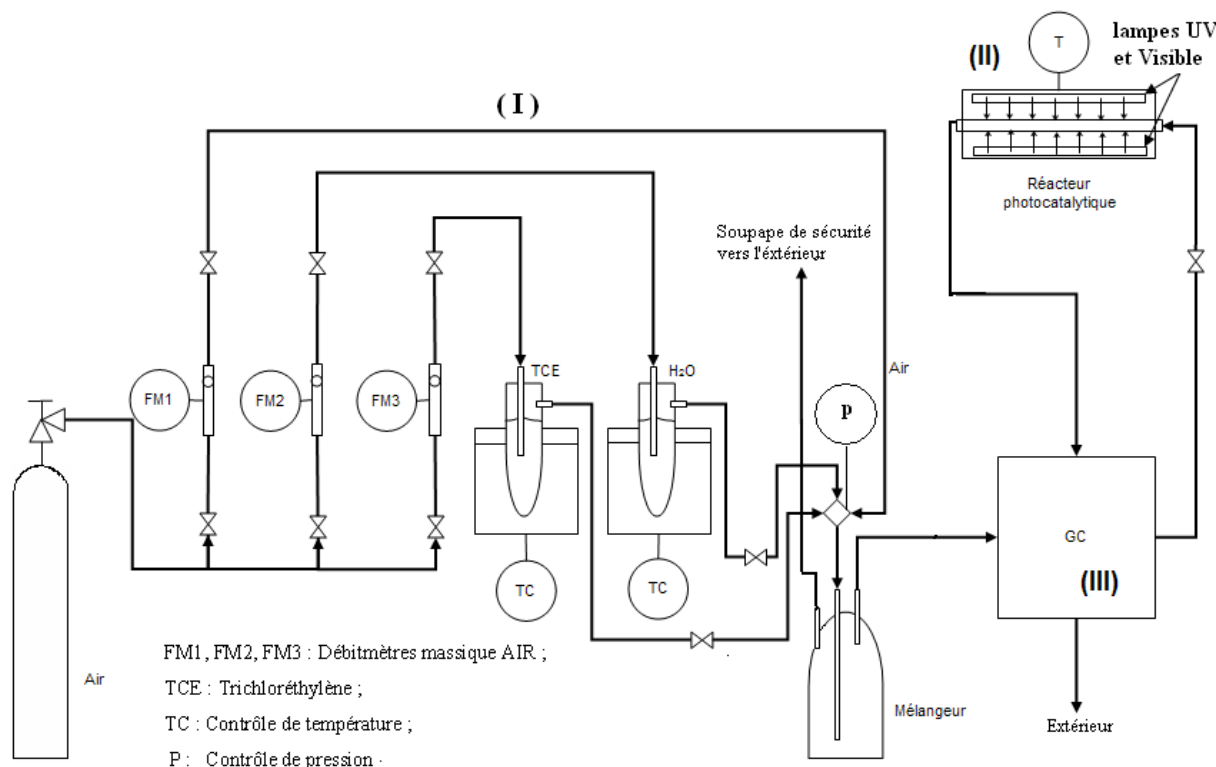 lampes UV
et Visible
(II)
T
( I )
Réacteur
photocatalytique
Soupape de sécurité
vers l'éxtérieur
TCE
H₂O
Air
FM1
FM2
FM3
P
GC
(III)
TC
TC
Air
FM1, FM2, FM3 : Débitmètres massique AIR ;
TCE : Trichloréthylène ;
TC : Contrôle de température ;
P : Contrôle de pression .
Mélangeur
Extérieur